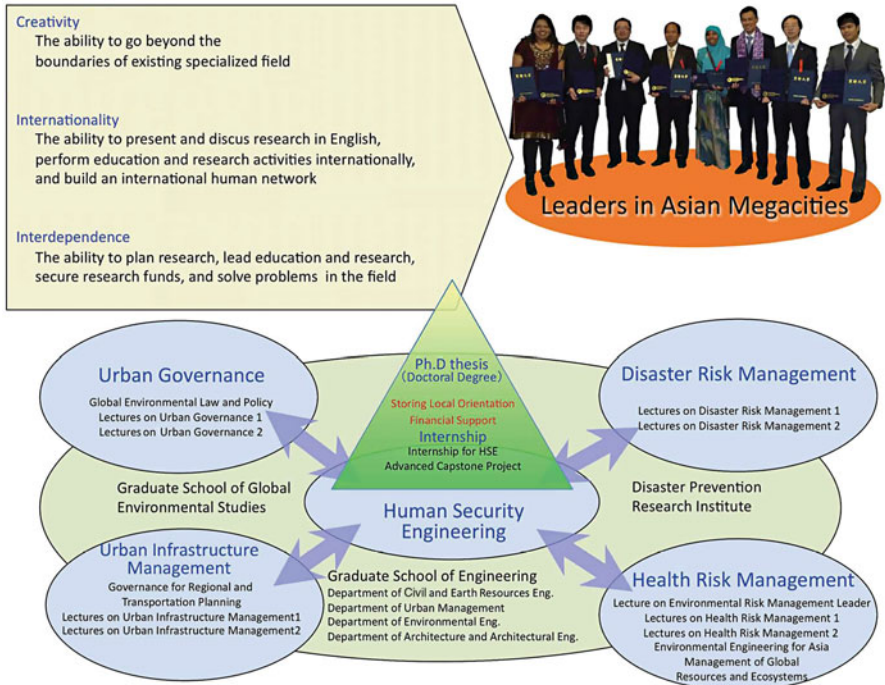 Creativity
The ability to go beyond the
boundaries of existing specialized field
Internationality
The ability to present and discus research in English,
perform education and research activities internationally,
and build an international human network
Interdependence
The ability to plan research, lead education and research,
secure research funds, and solve problems in the field
Leaders in Asian Megacities
Ph.D thesis
(Doctoral Degree)
Storing Local Orientation
Financial Support
Internship
Internship for HSE
Advanced Capstone Project
Urban Governance
Global Environmental Law and Policy
Lectures on Urban Governance 1
Lectures on Urban Governance 2
Disaster Risk Management
Lectures on Disaster Risk Management 1
Lectures on Disaster Risk Management 2
Graduate School of Global
Environmental Studies
Human Security
Engineering
Disaster Prevention
Research Institute
Urban Infrastructure
Management
Governance for Regional and
Transportation Planning
Lectures on Urban Infrastructure Management1
Lectures on Urban Infrastructure Management2
Graduate School of Engineering
Department of Civil and Earth Resources Eng.
Department of Urban Management
Department of Environmental Eng.
Department of Architecture and Architectural Eng.
Health Risk Management
Lecture on Environmental Risk Management Leader
Lectures on Health Risk Management 1
Lectures on Health Risk Management 2
Environmental Engineering for Asia
Management of Global
Resources and Ecosystems